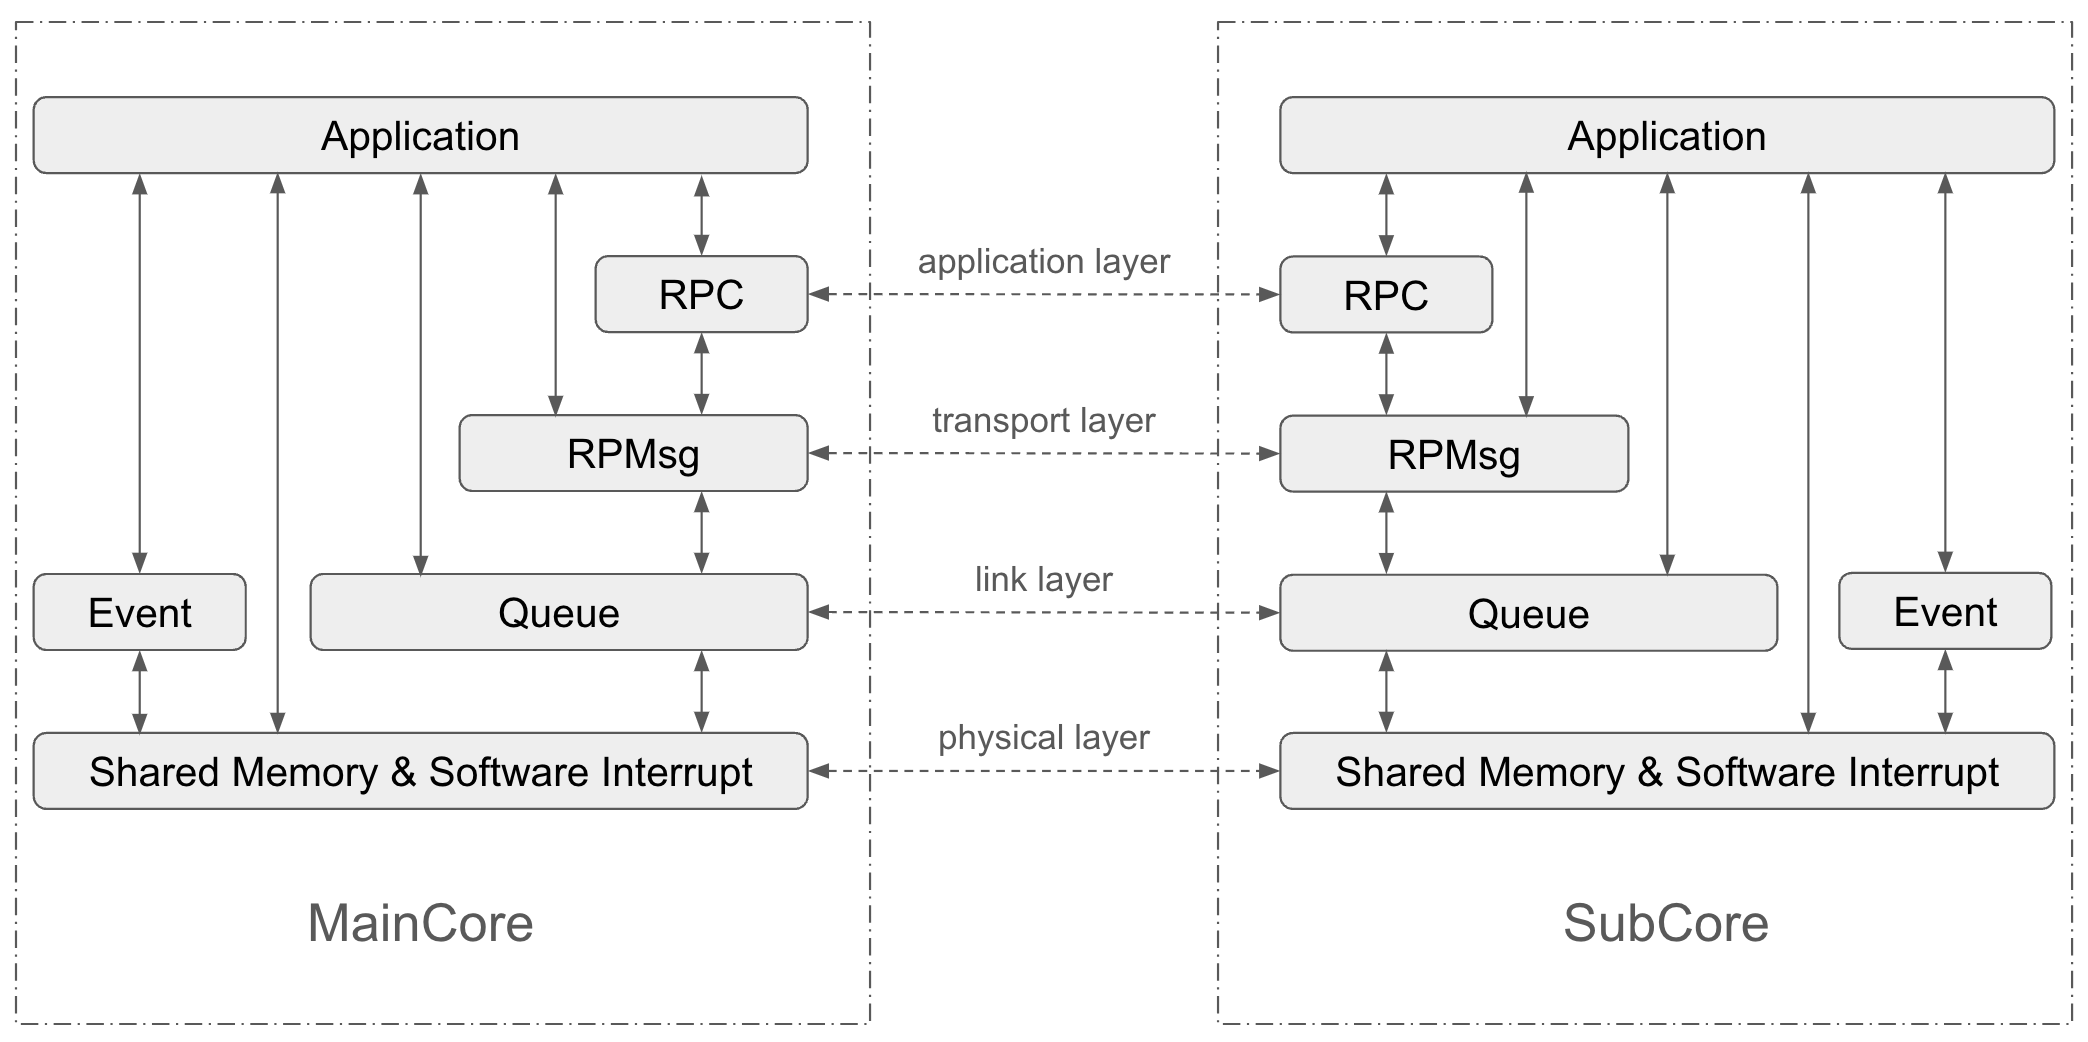 Application
Application
application layer
RPC
RPC
transport layer
RPMsg
RPMsg
link layer
Event
Queue
Queue
Event
physical layer
Shared Memory & Software Interrupt
Shared Memory & Software Interrupt
MainCore
SubCore